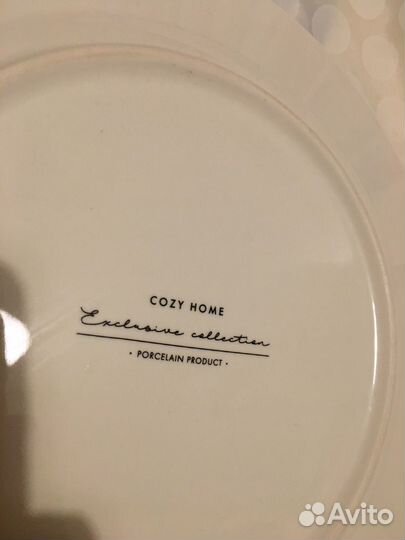 COZY HOME
Exclusive collection
· PORCELAIN PRODUCT ·
Avito